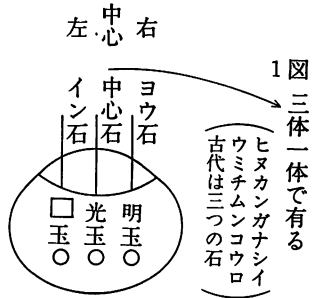 1図 三体一体で有る
ヒヌカンガナシイ
ウミチムンコウロ
古代は三つの石
右
中心
左
ヨウ石
中心石
イン石
明玉
光玉
□玉